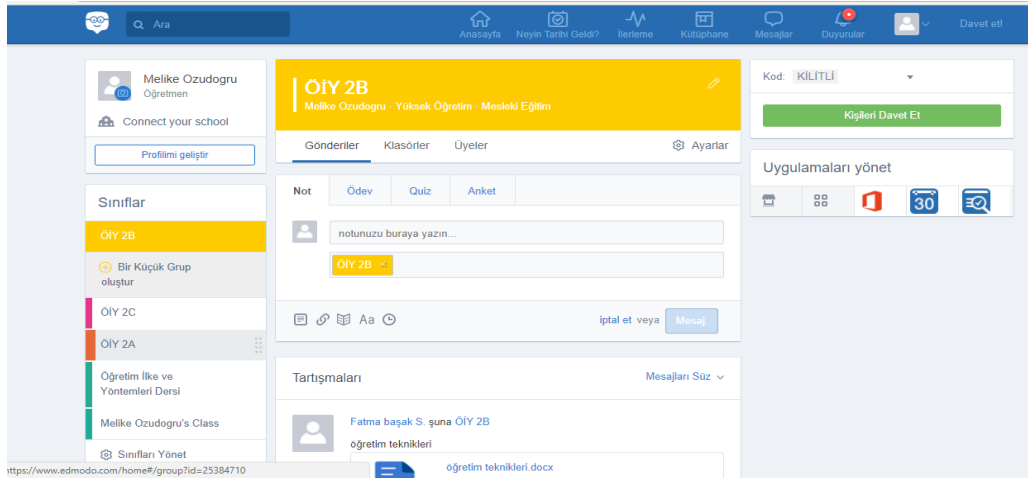 Ara
Anasayfa
Neyin Tarihi Geldi?
İlerleme
Kütüphane
Mesajlar
Duyurular
Davet et!
Melike Ozudogru
Öğretmen
Connect your school
Profilimi geliştir
Sınıflar
ÖİY 2B
Bir Küçük Grup
oluştur
ÖİY 2C
ÖİY 2A
Öğretim İlke ve
Yöntemleri Dersi
Melike Ozudogru's Class
Sınıfları Yönet
https://www.edmodo.com/home#/group?id=25384710
ÖİY 2B
Melike Ozudogru · Yüksek Öğretim · Mesleki Eğitim
Gönderiler
Klasörler
Üyeler
Ayarlar
Not
Ödev
Quiz
Anket
notunuzu buraya yazın...
ÖİY 2B
Aa
iptal et veya Mesaj
Tartışmaları
Mesajları Süz
Fatma başak S. şuna ÖİY 2B
öğretim teknikleri
öğretim teknikleri.docx
Kod: KİLİTLİ
Kişileri Davet Et
Uygulamaları yönet
30